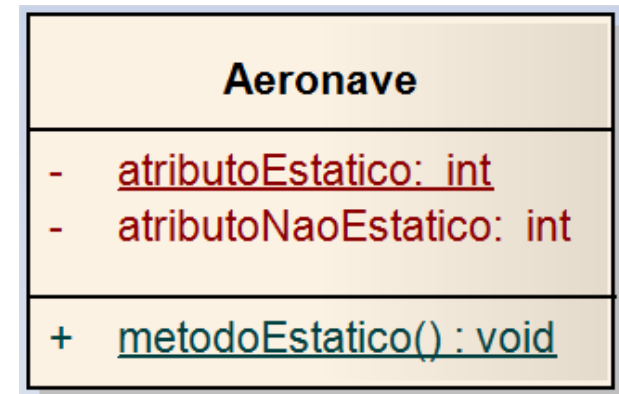 Aeronave
- atributoEstatico: int
- atributoNaoEstatico: int
+ metodoEstatico() : void